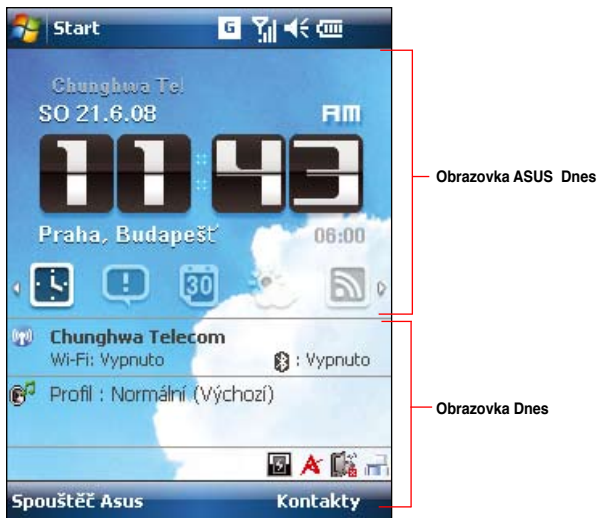 Start G
Chunghwa Tel
SO 21.6.08 AM
11 43
Praha, Budapešť 06:00
30
Obrazovka ASUS Dnes
Chunghwa Telecom
Wi-Fi: Vypnuto : Vypnuto
Profil : Normální (Výchozí)
Obrazovka Dnes
Spouštěč Asus Kontakty